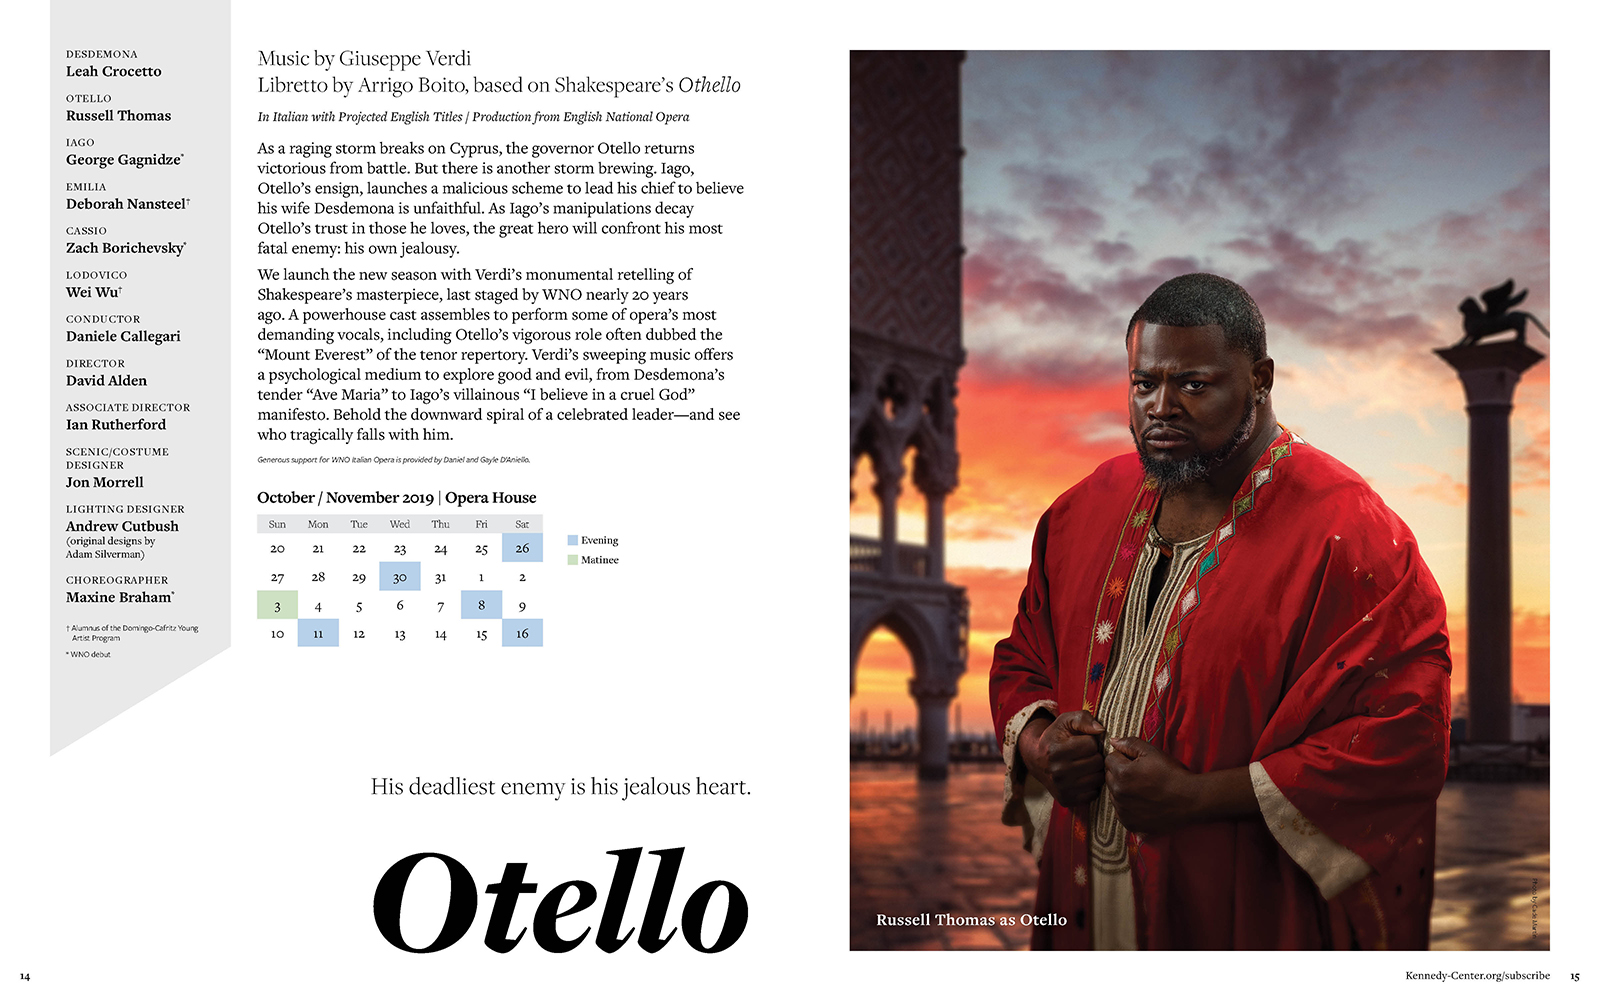 DESDEMONA
Leah Crocetto
OTELLO
Russell Thomas
IAGO
George Gagnidze*
EMILIA
Deborah Nansteel†
CASSIO
Zach Borichevsky*
LODOVICO
Wei Wu†
CONDUCTOR
Daniele Callegari
DIRECTOR
David Alden
ASSOCIATE DIRECTOR
Ian Rutherford
SCENIC/COSTUME
DESIGNER
Jon Morrell
LIGHTING DESIGNER
Andrew Cutbush
(original designs by
Adam Silverman)
CHOREOGRAPHER
Maxine Braham*
† Alumnus of the Domingo-Cafritz Young
Artist Program
* WNO debut
Music by Giuseppe Verdi
Libretto by Arrigo Boito, based on Shakespeare’s Othello
In Italian with Projected English Titles / Production from English National Opera
As a raging storm breaks on Cyprus, the governor Otello returns
victorious from battle. But there is another storm brewing. Iago,
Otello’s ensign, launches a malicious scheme to lead his chief to believe
his wife Desdemona is unfaithful. As Iago’s manipulations decay
Otello’s trust in those he loves, the great hero will confront his most
fatal enemy: his own jealousy.
We launch the new season with Verdi’s monumental retelling of
Shakespeare’s masterpiece, last staged by WNO nearly 20 years
ago. A powerhouse cast assembles to perform some of opera’s most
demanding vocals, including Otello’s vigorous role often dubbed the
“Mount Everest” of the tenor repertory. Verdi’s sweeping music offers
a psychological medium to explore good and evil, from Desdemona’s
tender “Ave Maria” to Iago’s villainous “I believe in a cruel God”
manifesto. Behold the downward spiral of a celebrated leader—and see
who tragically falls with him.
Generous support for WNO Italian Opera is provided by Daniel and Gayle D’Aniello.
October / November 2019 | Opera House
Sun Mon Tue Wed Thu Fri Sat
20 21 22 23 24 25 26
27 28 29 30 31 1 2
3 4 5 6 7 8 9
10 11 12 13 14 15 16
Evening
Matinee
His deadliest enemy is his jealous heart.
Otello
14
Russell Thomas as Otello
Photo by Cade Martin
Kennedy-Center.org/subscribe 15